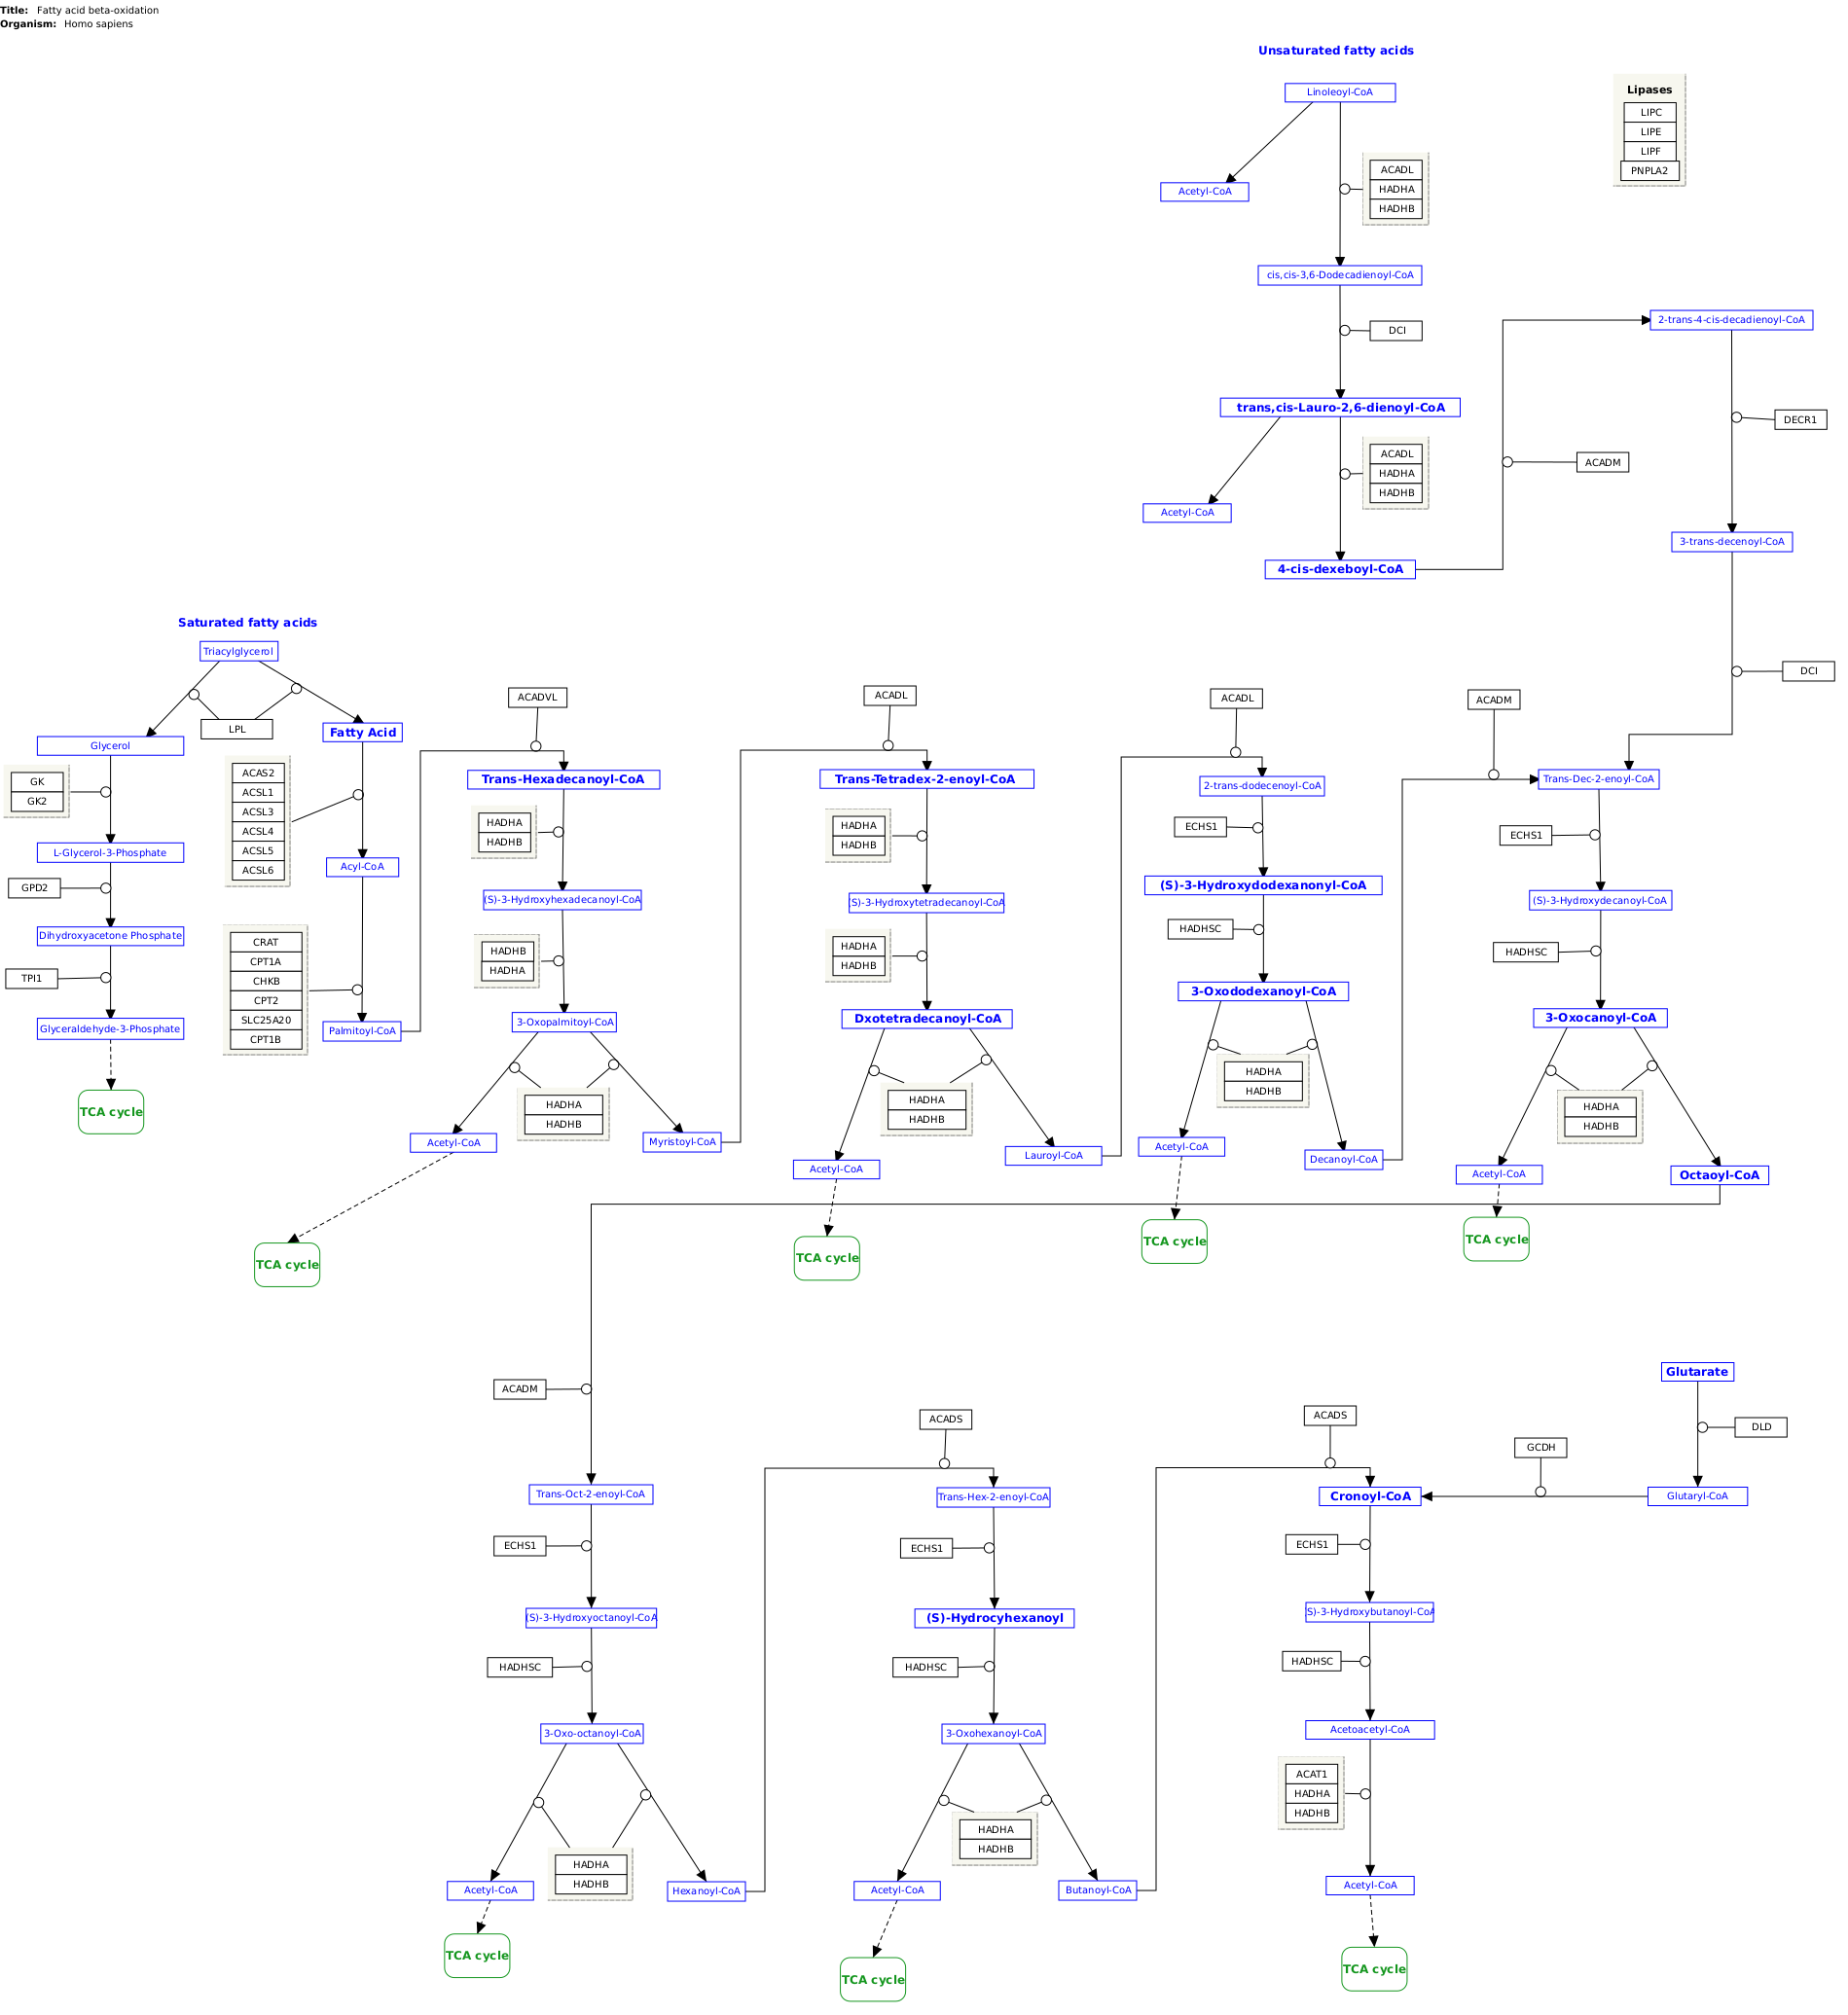 Title: Fatty acid beta-oxidation
Organism: Homo sapiens
Unsaturated fatty acids
Linoleoyl-CoA
Acetyl-CoA
ACADL
HADHA
HADHB
Lipases
LIPC
LIPE
LIPF
PNPLA2
cis,cis-3,6-Dodecadienoyl-CoA
DCI
trans,cis-Lauro-2,6-dienoyl-CoA
ACADL
HADHA
HADHB
Acetyl-CoA
4-cis-dexeboyl-CoA
ACADM
2-trans-4-cis-decadienoyl-CoA
DECR1
3-trans-decenoyl-CoA
DCI
Saturated fatty acids
Triacylglycerol
LPL
Glycerol
GK
GK2
L-Glycerol-3-Phosphate
GPD2
Dihydroxyacetone Phosphate
TPI1
Glyceraldehyde-3-Phosphate
TCA cycle
Fatty Acid
ACAS2
ACSL1
ACSL3
ACSL4
ACSL5
ACSL6
Acyl-CoA
CRAT
CPT1A
CHKB
CPT2
SLC25A20
CPT1B
Palmitoyl-CoA
ACADVL
Trans-Hexadecanoyl-CoA
HADHA
HADHB
(S)-3-Hydroxyhexadecanoyl-CoA
HADHB
HADHA
3-Oxopalmitoyl-CoA
HADHA
HADHB
Acetyl-CoA
Myristoyl-CoA
TCA cycle
ACADL
Trans-Tetradex-2-enoyl-CoA
HADHA
HADHB
(S)-3-Hydroxytetradecanoyl-CoA
HADHA
HADHB
Dxotetradecanoyl-CoA
HADHA
HADHB
Acetyl-CoA
Lauroyl-CoA
TCA cycle
ACADL
2-trans-dodecenoyl-CoA
ECHS1
(S)-3-Hydroxydodexanonyl-CoA
HADHSC
3-Oxododexanoyl-CoA
HADHA
HADHB
Acetyl-CoA
Decanoyl-CoA
TCA cycle
ACADM
Trans-Dec-2-enoyl-CoA
ECHS1
(S)-3-Hydroxydecanoyl-CoA
HADHSC
3-Oxocanoyl-CoA
HADHA
HADHB
Acetyl-CoA
Octaoyl-CoA
TCA cycle
ACADM
Trans-Oct-2-enoyl-CoA
ECHS1
(S)-3-Hydroxyoctanoyl-CoA
HADHSC
3-Oxo-octanoyl-CoA
HADHA
HADHB
Acetyl-CoA
Hexanoyl-CoA
TCA cycle
ACADS
Trans-Hex-2-enoyl-CoA
ECHS1
(S)-Hydrocyhexanoyl
HADHSC
3-Oxohexanoyl-CoA
HADHA
HADHB
Acetyl-CoA
Butanoyl-CoA
TCA cycle
ACADS
Cronoyl-CoA
GCDH
Glutarate
DLD
Glutaryl-CoA
ECHS1
(S)-3-Hydroxybutanoyl-CoA
HADHSC
Acetoacetyl-CoA
ACAT1
HADHA
HADHB
Acetyl-CoA
TCA cycle